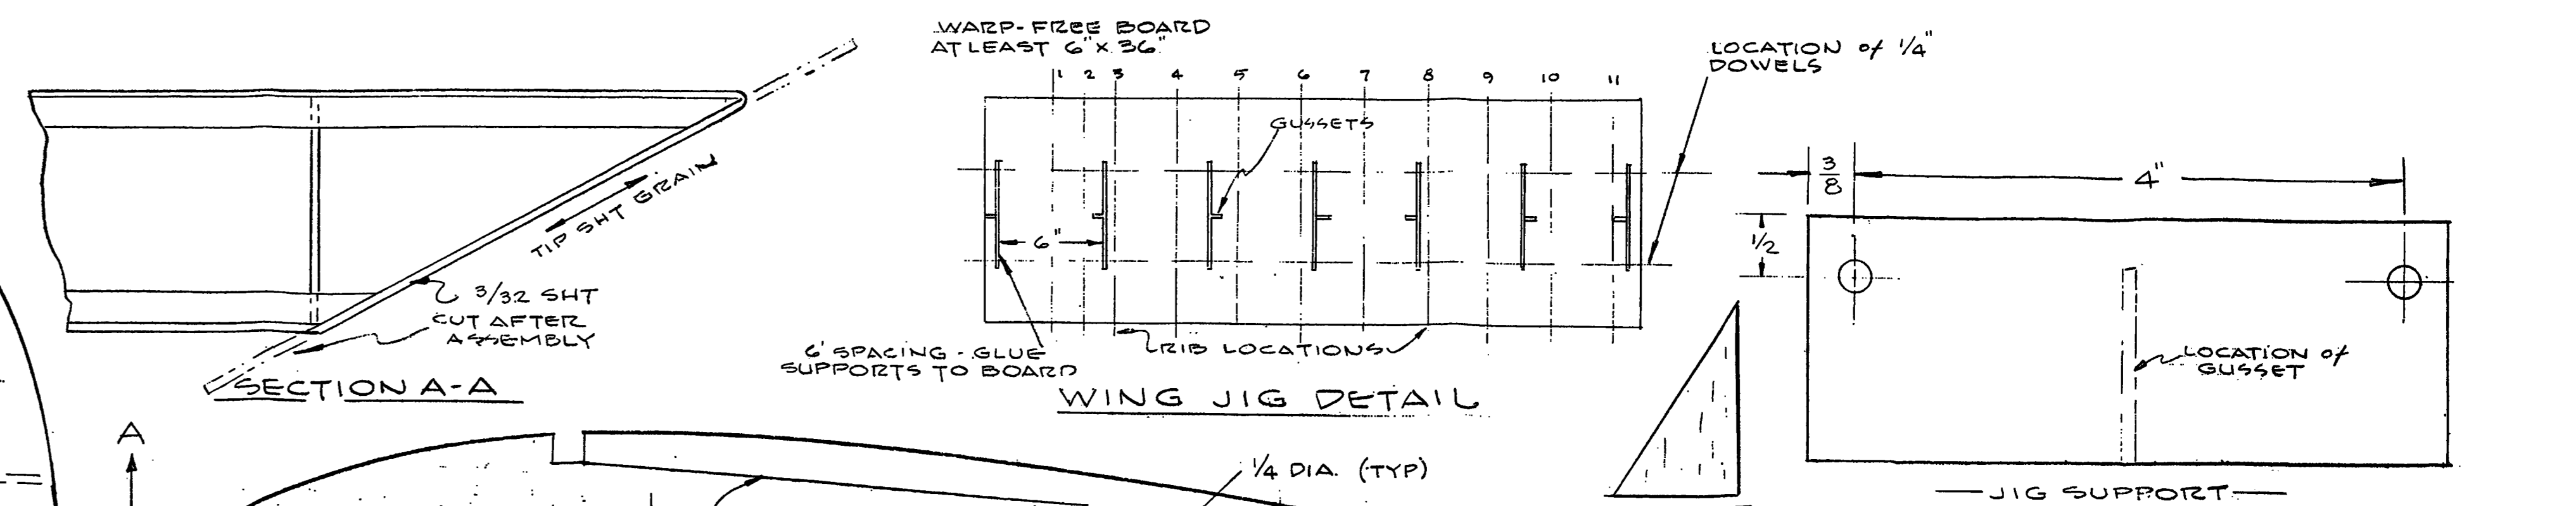 WARP-FREE BOARD
AT LEAST 6" X 36"
1 2 3 4 5 6 7 8 9 10 11
GUSSETS
6"
6' SPACING - GLUE
SUPPORTS TO BOARD
RIB LOCATIONS
WING JIG DETAIL
LOCATION of 1/4"
DOWELS
TIP SHT GRAIN
3/32 SHT
CUT AFTER
ASSEMBLY
SECTION A-A
A
1/4 DIA. (TYP)
3/8
4"
1/2
LOCATION of
GUSSET
JIG SUPPORT